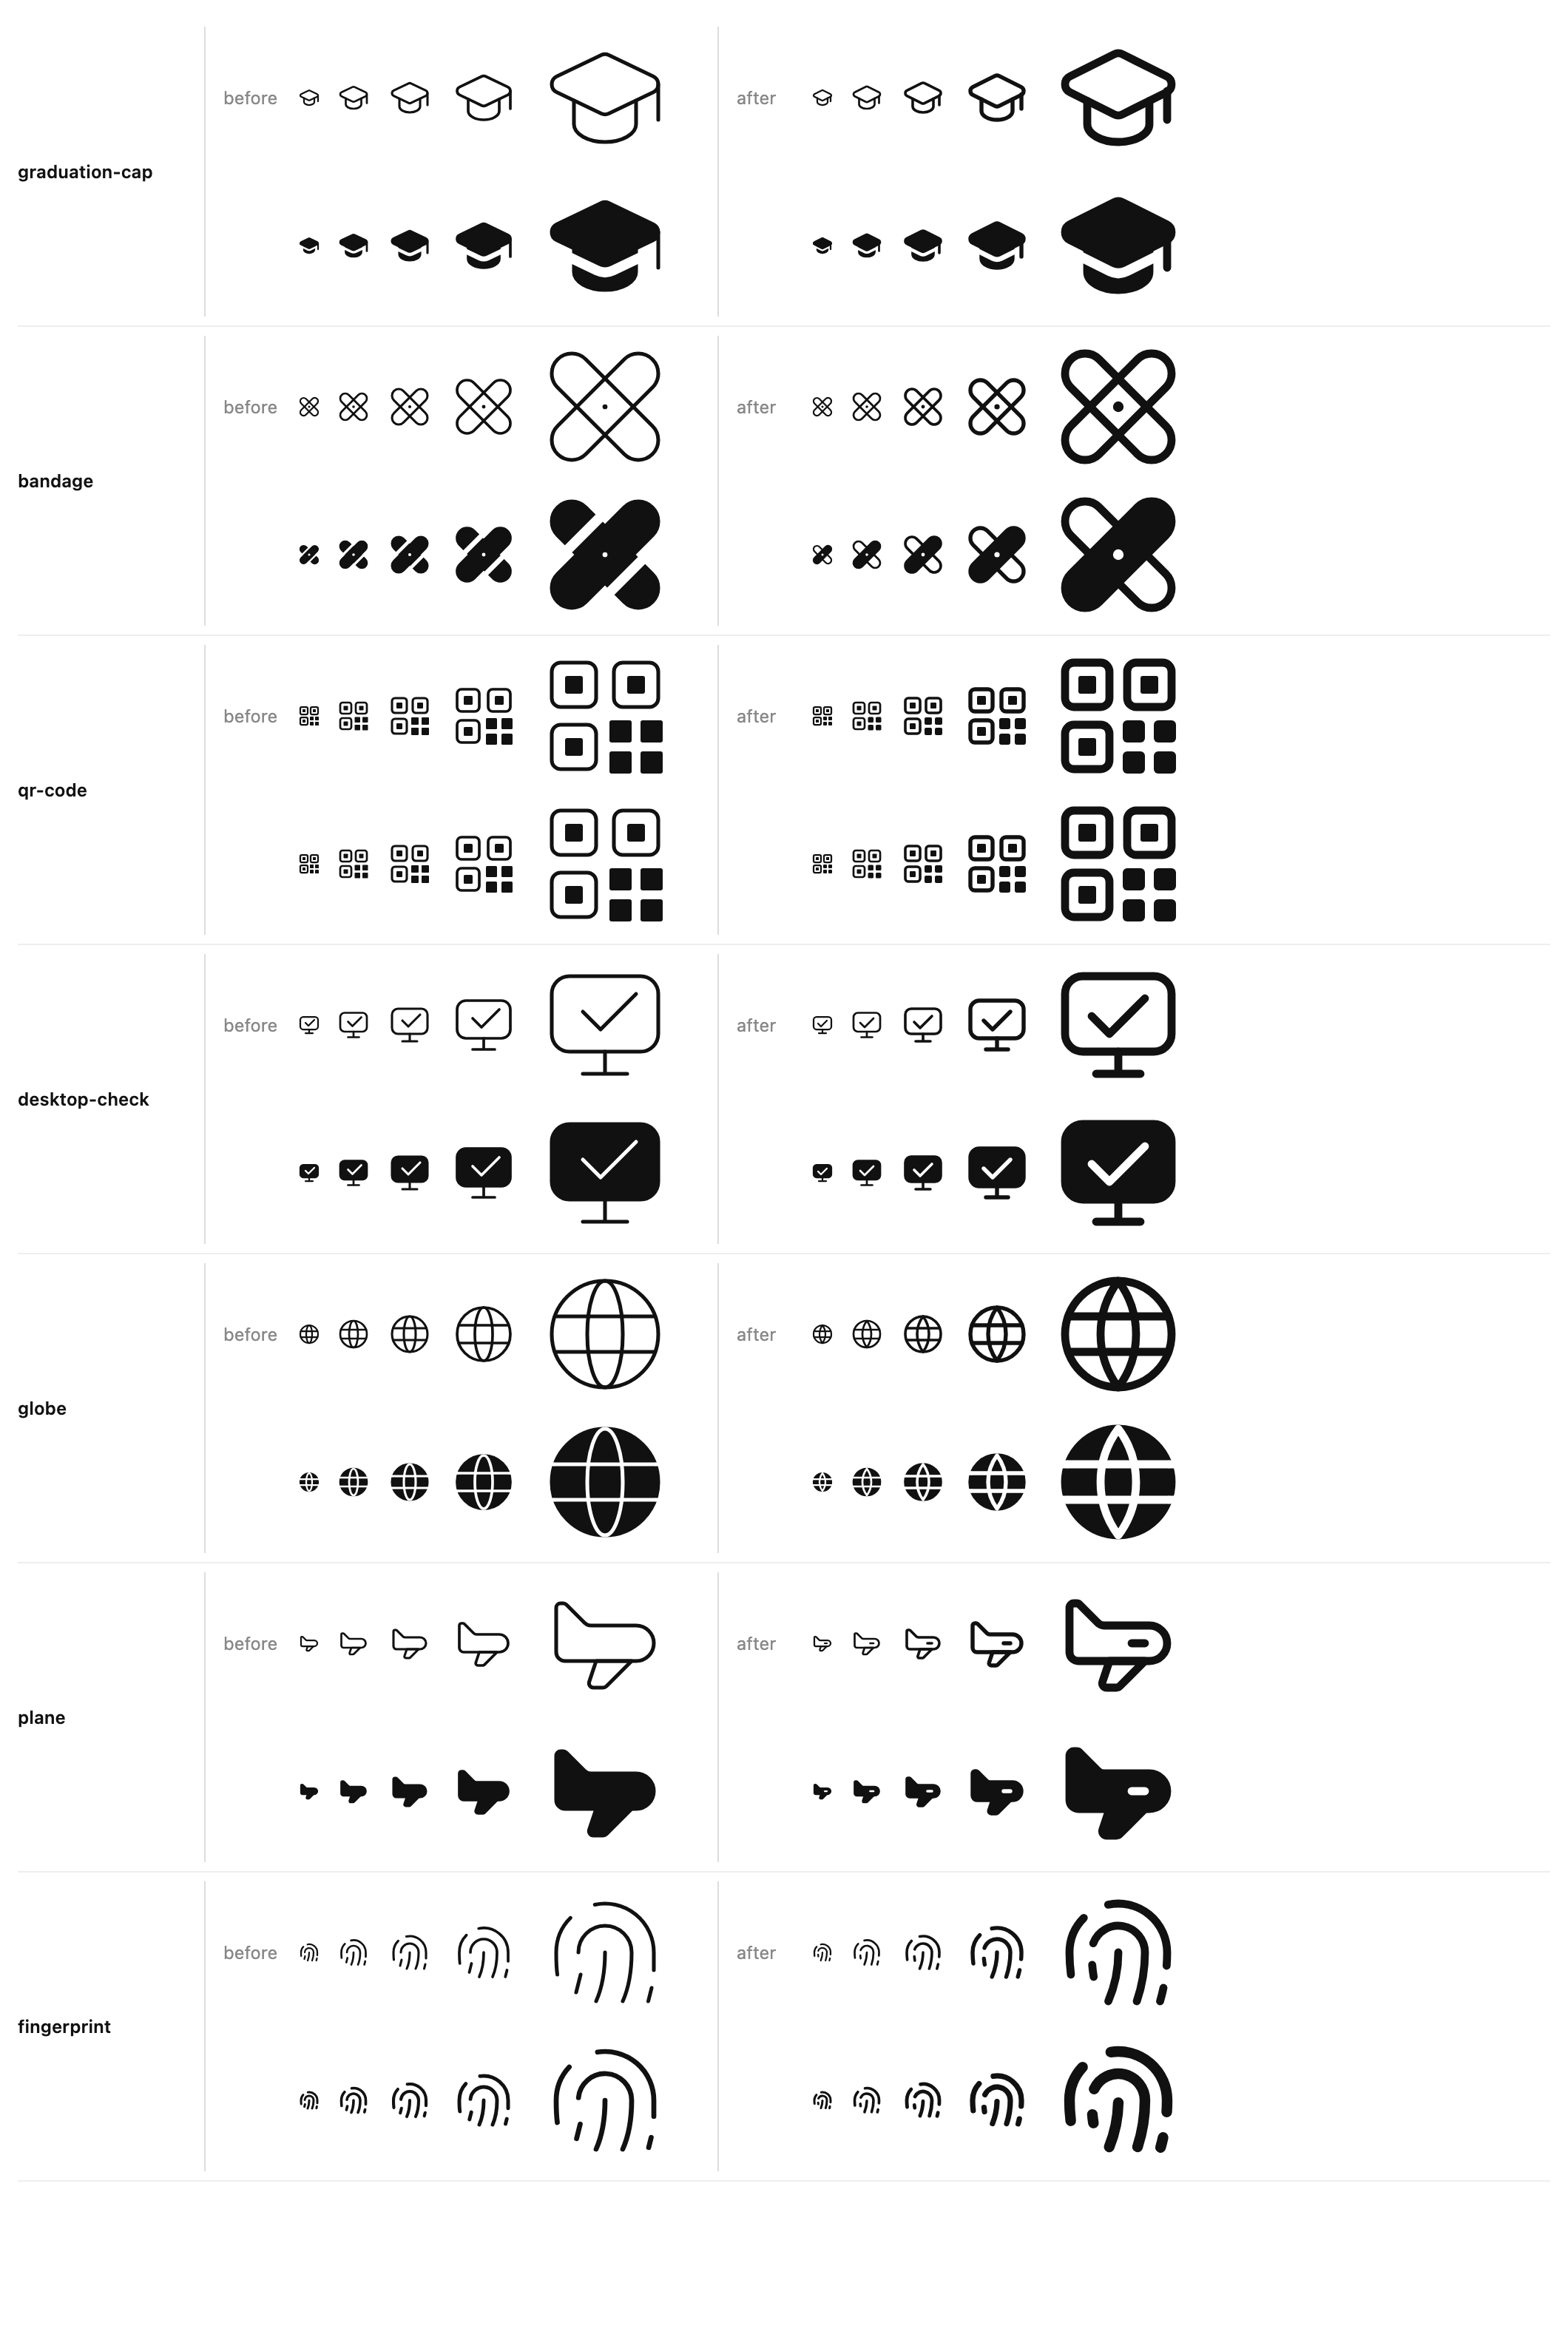 before
after
graduation-cap
before
after
bandage
before
after
qr-code
before
after
desktop-check
before
after
globe
before
after
plane
before
after
fingerprint